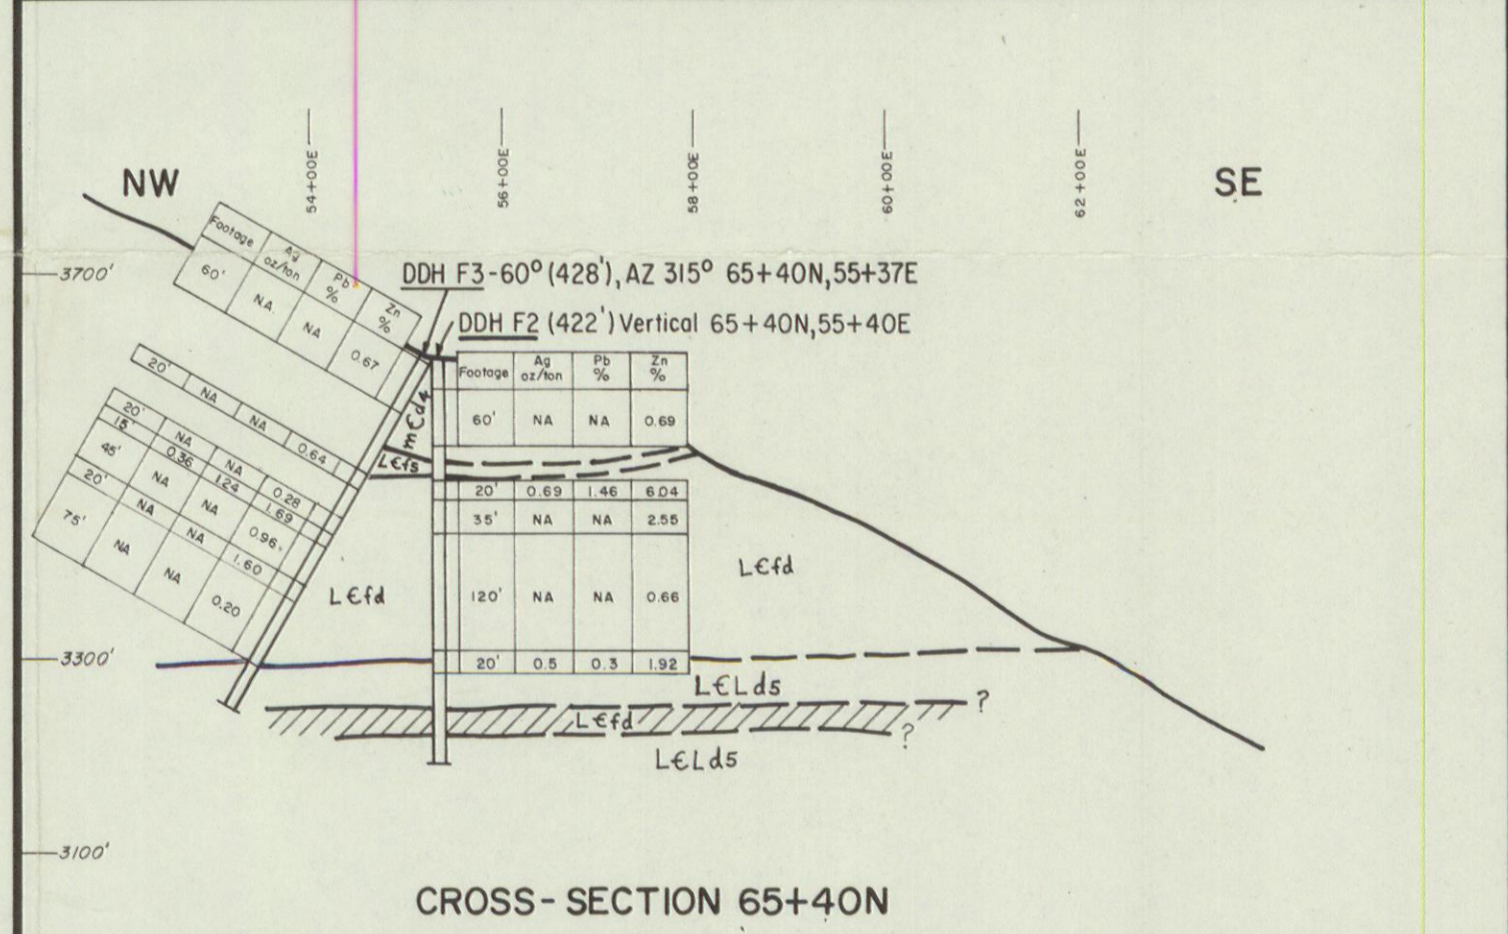 54+00E
56+00E
58+00E
60+00E
62+00E
NW
SE
3700'
DDH F3-60° (428'), AZ 315° 65+40N,55+37E
DDH F2 (422') Vertical 65+40N,55+40E
Footage Ag oz/ton Pb % Zn %
60' N.A. NA 0.67
20' NA NA 0.64
20' NA NA 0.28
15' 0.36 1.24 1.69
45' NA NA 0.96
20' NA NA 1.60
75' NA NA 0.20
m€d4
L€fs
Footage Ag oz/ton Pb % Zn %
60' NA NA 0.69
20' 0.69 1.46 6.04
35' NA NA 2.55
120' NA NA 0.66
20' 0.5 0.3 1.92
L€fd
L€fd
3300'
L€Ld5
L€fd
?
?
L€Ld5
3100'
CROSS-SECTION 65+40N